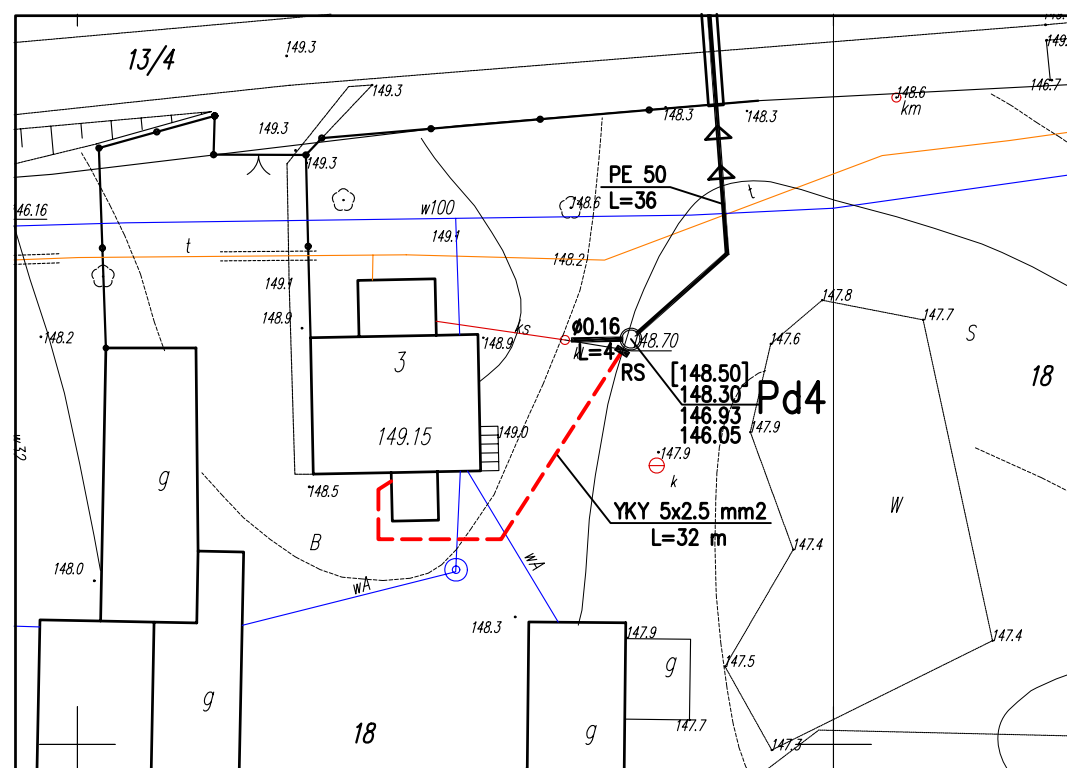 13/4
149.3
149.3
149.3
149.3
148.3
148.3
148.6
km
146.7
PE 50
L=36
t
46.16
w100
148.6
t
149.1
148.2
149.1
148.9
ks
ø0.16
148.9
L=4
48.70
RS
[148.50]
148.30
146.93
146.05
Pd4
147.8
147.7
147.6
S
18
148.2
3
149.15
149.0
147.9
147.9
k
w32
g
148.5
YKY 5x2.5 mm2
L=32 m
W
B
147.4
148.0
wA
wA
148.3
147.9
147.5
147.4
g
g
18
g
147.7
147.3